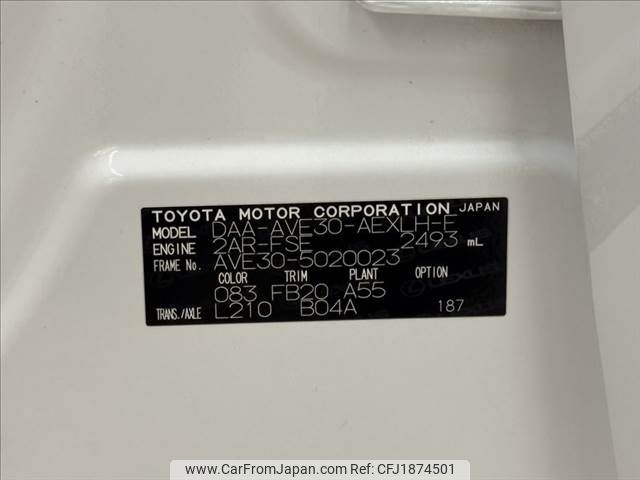 TOYOTA MOTOR CORPORATION JAPAN
MODEL DAA-AVE30-AEXLH-F
ENGINE 2AR-FSE 2493 mL
FRAME No. AVE30-5020023
COLOR TRIM PLANT OPTION
083 FB20 A55
TRANS./AXLE L210 B04A 187
www.CarFromJapan.com CFJ1874501